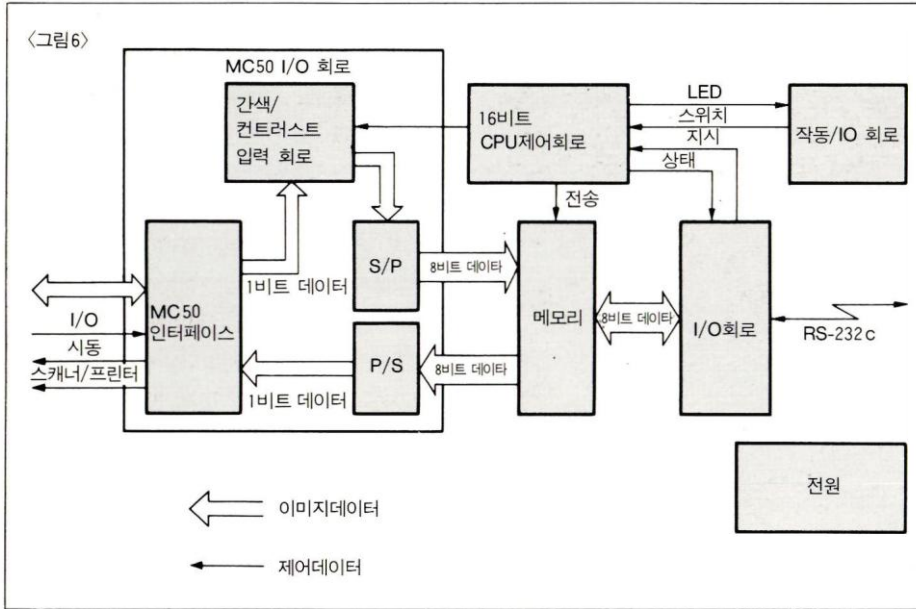 〈그림6〉
MC50 I/O 회로
간색/
컨트러스트
입력 회로
16비트
CPU제어회로
LED
스위치
지시
상태
작동/IO 회로
전송
MC50
인터페이스
1비트 데이터
S/P
8비트 데이타
메모리
8비트 데이타
I/O회로
RS-232c
I/O
시동
스캐너/프린터
1비트 데이터
P/S
8비트 데이타
전원
이미지데이터
제어데이터